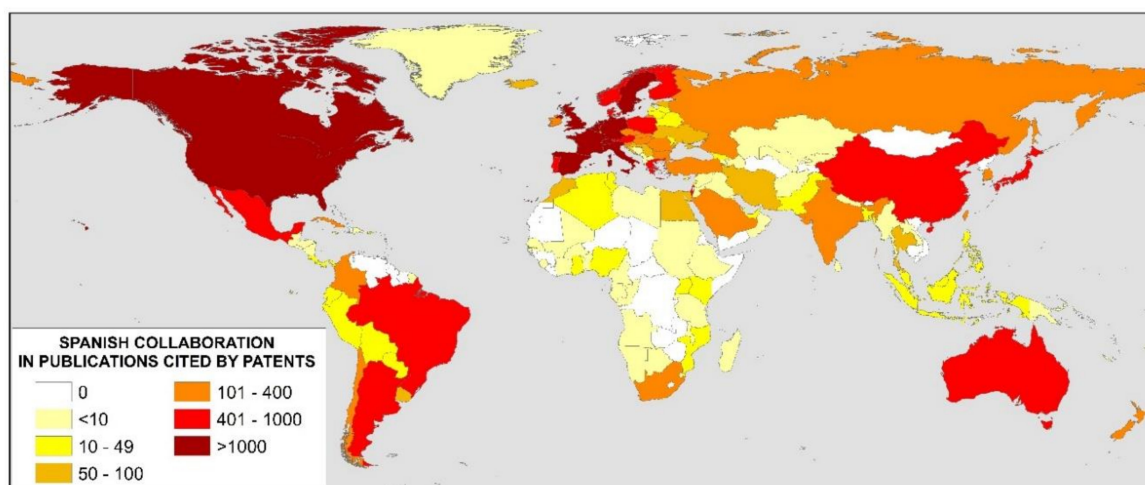 SPANISH COLLABORATION
IN PUBLICATIONS CITED BY PATENTS
0
<10
10 - 49
50 - 100
101 - 400
401 - 1000
>1000